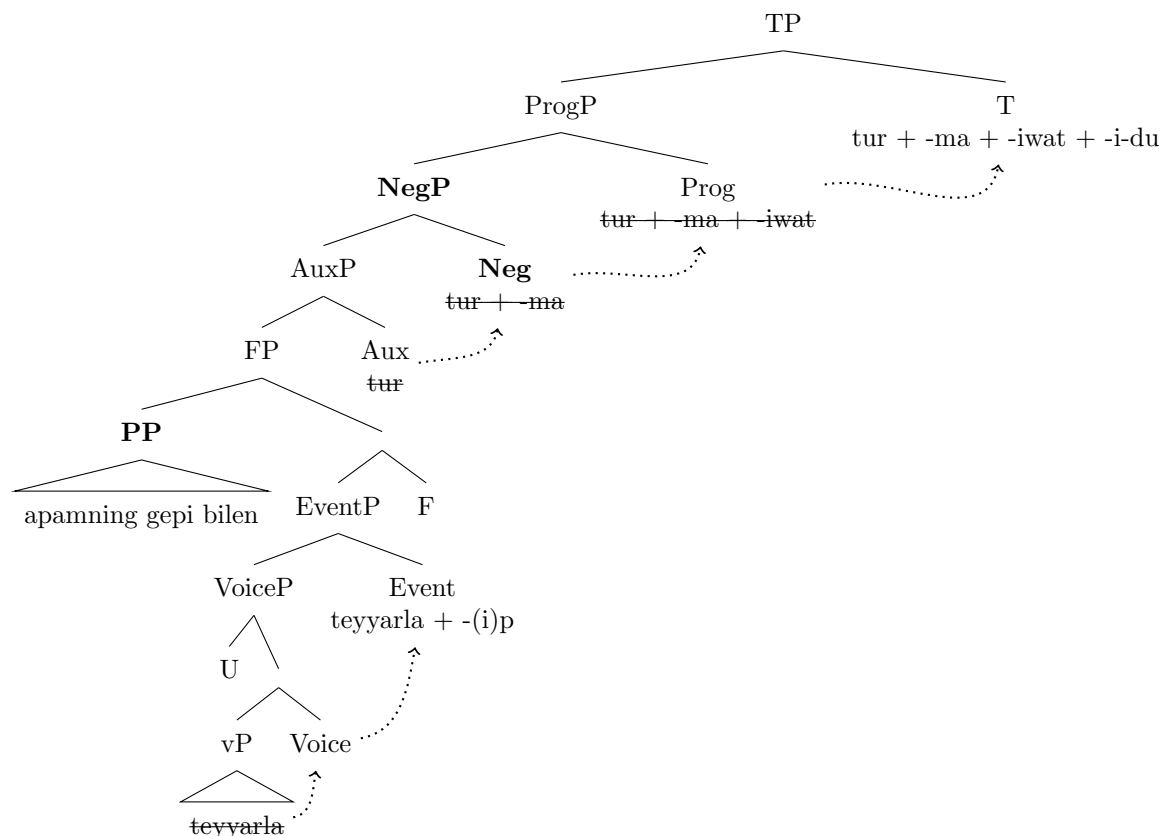 TP
ProgP T
tur + -ma + -iwat + -i-du
NegP Prog
tur + -ma + -iwat
AuxP Neg
tur + -ma
FP Aux
tur
PP
apamning gepi bilen EventP F
VoiceP Event
teyyarla + -(i)p
U
vP Voice
teyyarla